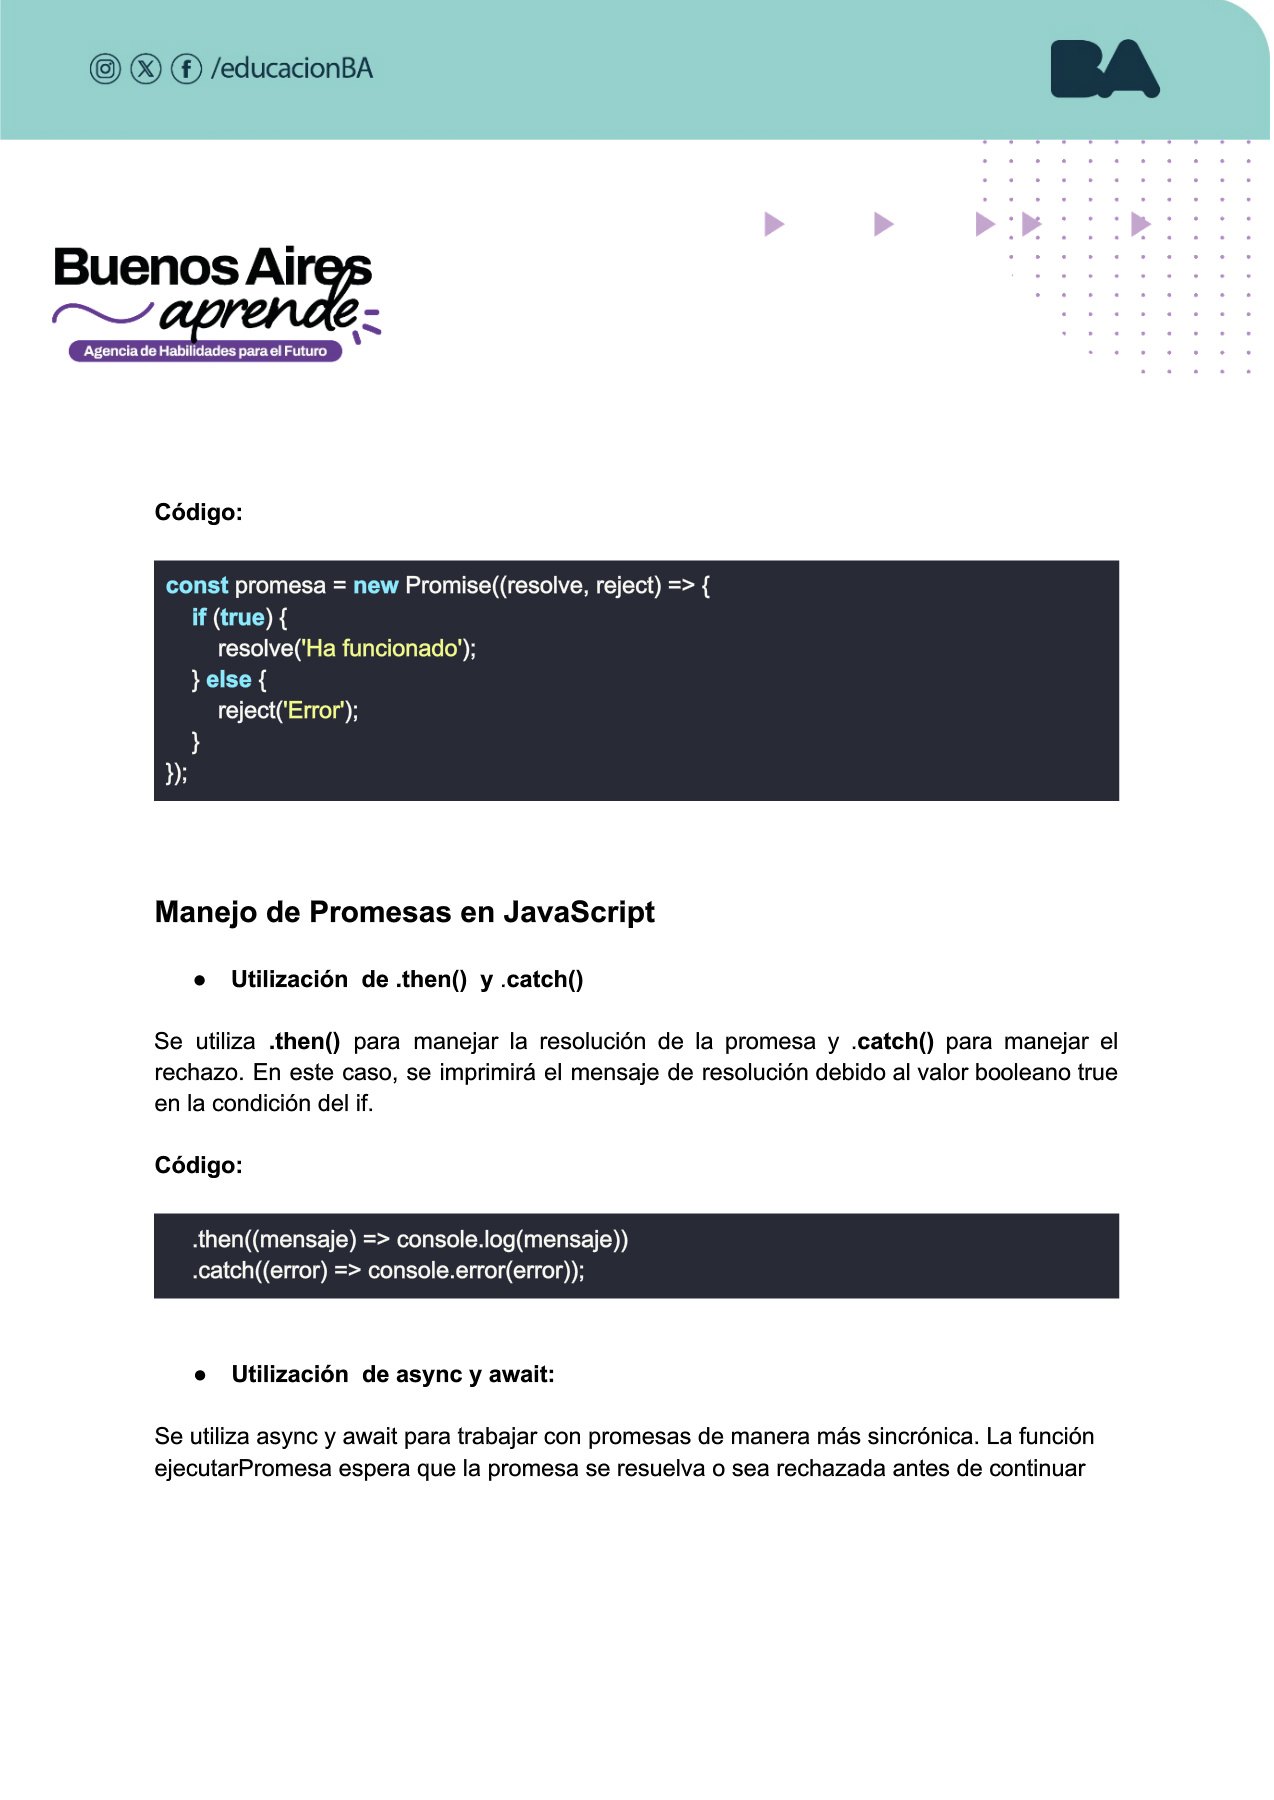 /educacionBA
BA
Buenos Aires
aprende
Agencia de Habilidades para el Futuro
Código:
const promesa = new Promise((resolve, reject) => {
    if (true) {
        resolve('Ha funcionado');
    } else {
        reject('Error');
    }
});
Manejo de Promesas en JavaScript
● Utilización  de .then()  y .catch()
Se utiliza .then() para manejar la resolución de la promesa y .catch() para manejar el
rechazo. En este caso, se imprimirá el mensaje de resolución debido al valor booleano true
en la condición del if.
Código:
    .then((mensaje) => console.log(mensaje))
    .catch((error) => console.error(error));
● Utilización  de async y await:
Se utiliza async y await para trabajar con promesas de manera más sincrónica. La función
ejecutarPromesa espera que la promesa se resuelva o sea rechazada antes de continuar